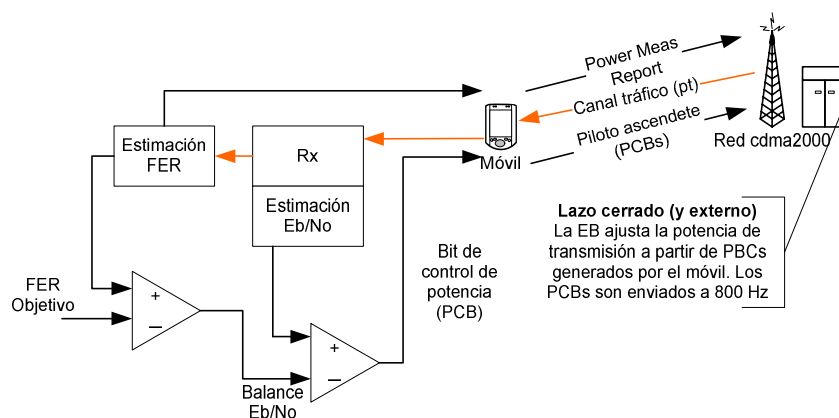 Power Meas
Report
Canal tráfico (pt)
Piloto ascendete
(PCBs)
Red cdma2000
Móvil
Estimación
FER
Rx
Estimación
Eb/No
Lazo cerrado (y externo)
La EB ajusta la potencia de
transmisión a partir de PBCs
generados por el móvil. Los
PCBs son enviados a 800 Hz
Bit de
control de
potencia
(PCB)
FER
Objetivo
+
−
+
−
Balance
Eb/No